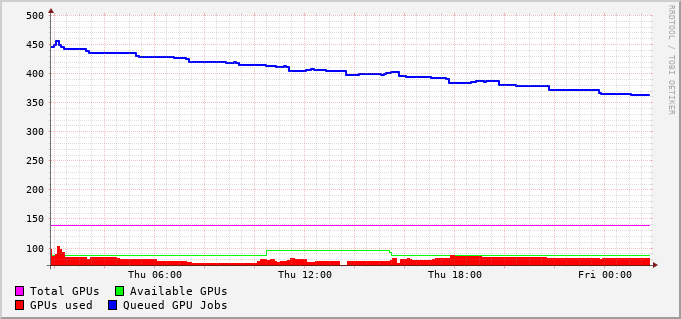 500
450
400
350
300
250
200
150
100
Thu 06:00 Thu 12:00 Thu 18:00 Fri 00:00
Total GPUs Available GPUs
GPUs used Queued GPU Jobs
RRDTOOL / TOBI OETIKER